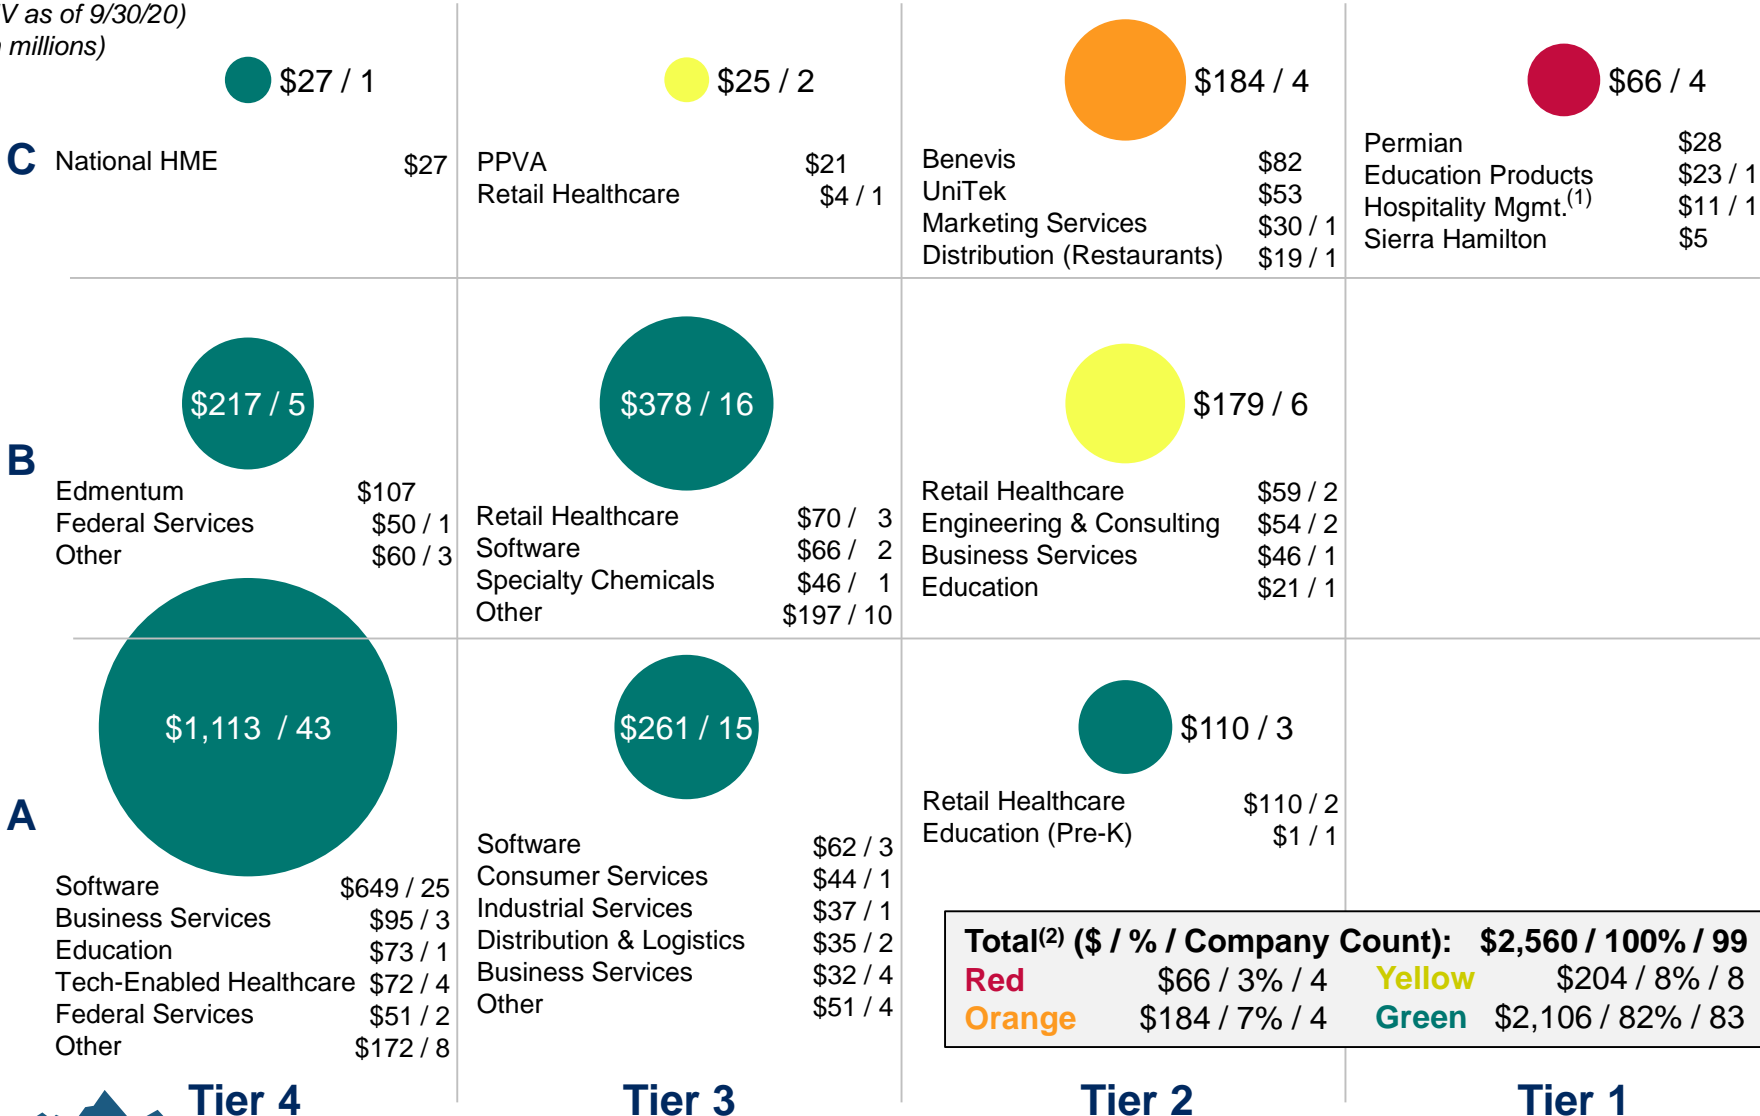 V as of 9/30/20)
millions)
$27 / 1
$25 / 2
$184 / 4
$66 / 4
C
National HME $27
PPVA $21
Retail Healthcare $4 / 1
Benevis $82
UniTek $53
Marketing Services $30 / 1
Distribution (Restaurants) $19 / 1
Permian $28
Education Products $23 / 1
Hospitality Mgmt.(1) $11 / 1
Sierra Hamilton $5
$217 / 5
$378 / 16
$179 / 6
B
Edmentum $107
Federal Services $50 / 1
Other $60 / 3
Retail Healthcare $70 / 3
Software $66 / 2
Specialty Chemicals $46 / 1
Other $197 / 10
Retail Healthcare $59 / 2
Engineering & Consulting $54 / 2
Business Services $46 / 1
Education $21 / 1
$1,113 / 43
$261 / 15
$110 / 3
A
Software $649 / 25
Business Services $95 / 3
Education $73 / 1
Tech-Enabled Healthcare $72 / 4
Federal Services $51 / 2
Other $172 / 8
Software $62 / 3
Consumer Services $44 / 1
Industrial Services $37 / 1
Distribution & Logistics $35 / 2
Business Services $32 / 4
Other $51 / 4
Retail Healthcare $110 / 2
Education (Pre-K) $1 / 1
Total(2) ($ / % / Company Count): $2,560 / 100% / 99
Red $66 / 3% / 4 Yellow $204 / 8% / 8
Orange $184 / 7% / 4 Green $2,106 / 82% / 83
Tier 4 Tier 3 Tier 2 Tier 1